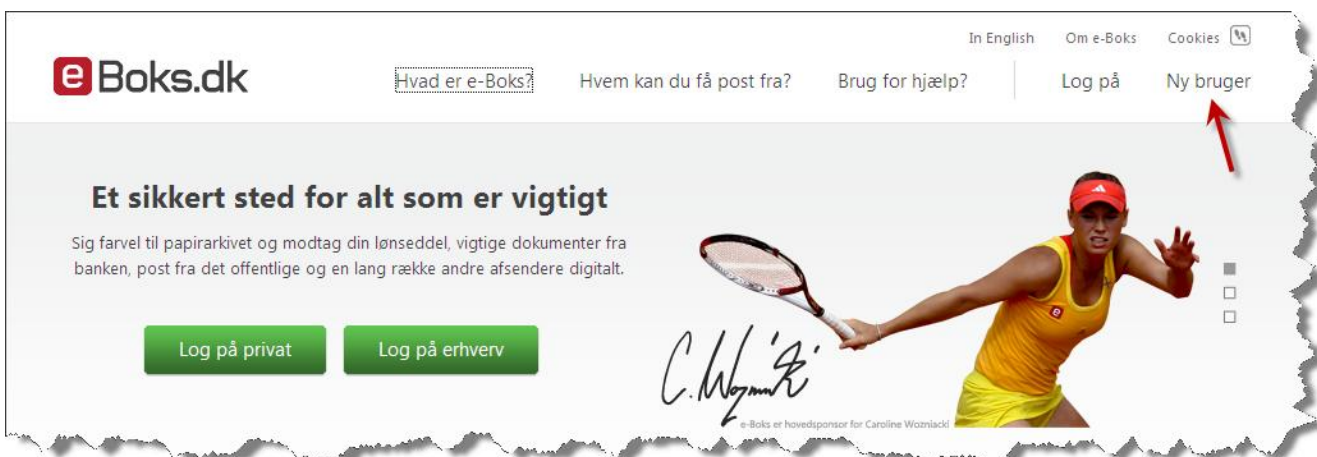 In English Om e-Boks Cookies
e Boks.dk
Hvad er e-Boks? Hvem kan du få post fra? Brug for hjælp? Log på Ny bruger
Et sikkert sted for alt som er vigtigt
Sig farvel til papirarkivet og modtag din lønseddel, vigtige dokumenter fra
banken, post fra det offentlige og en lang række andre afsendere digitalt.
Log på privat Log på erhverv
C. Wozniacki
e-Boks er hovedsponsor for Caroline Wozniacki